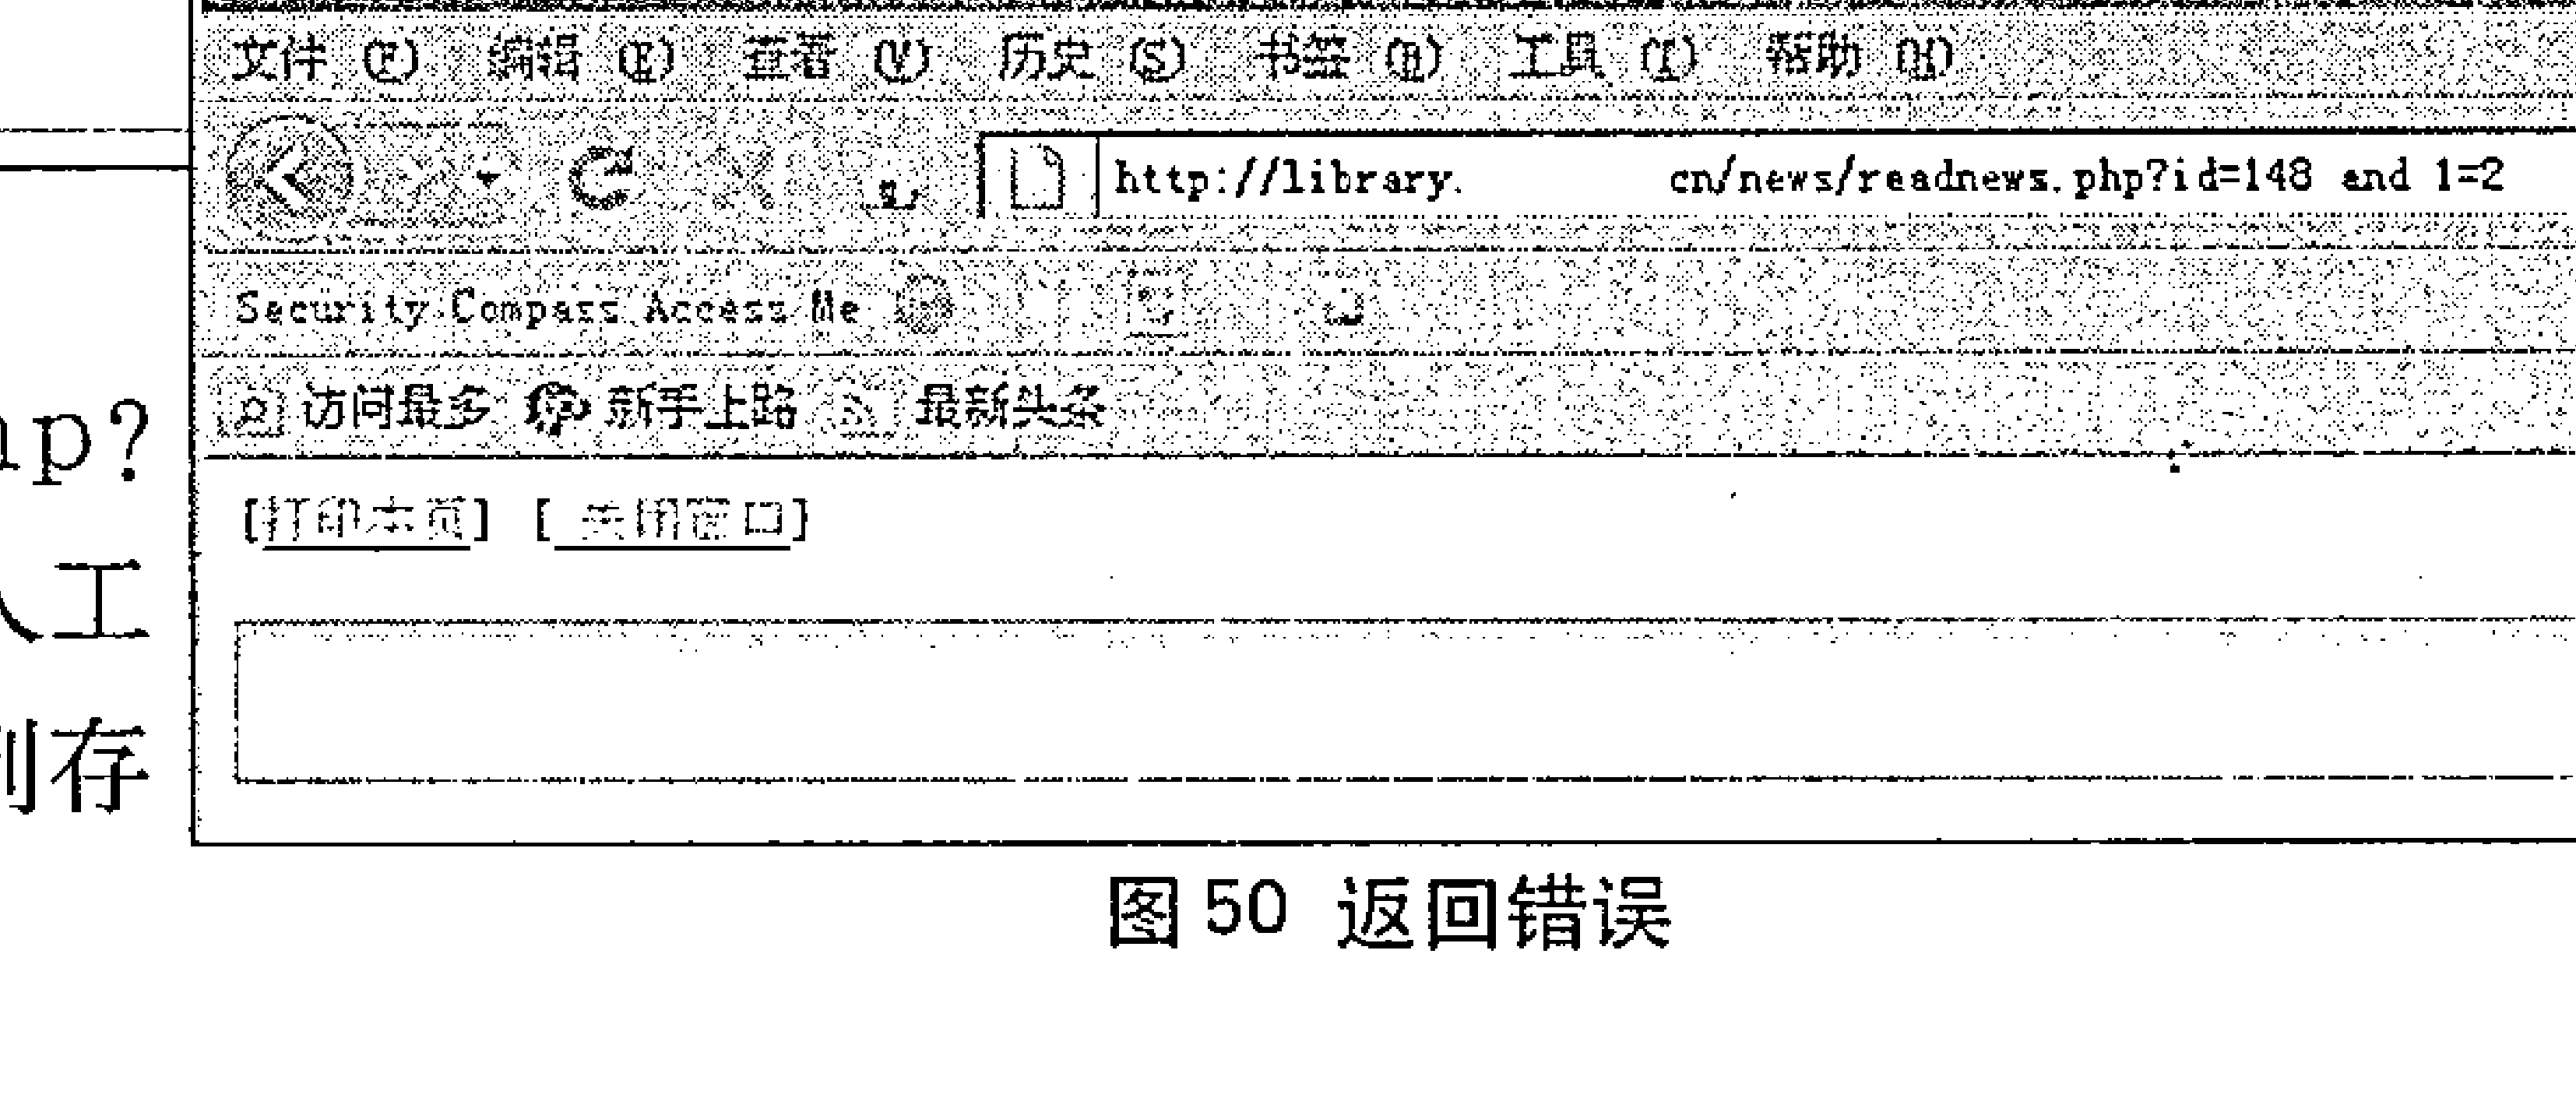 文件(F) 编辑(E) 查看(V) 历史(S) 书签(B) 工具(T) 帮助(H)
http://library. cn/news/readnews.php?id=148 and 1=2
Security Compass Access Me
访问最多 新手上路 最新头条
p?
[打印本页] [关闭窗口]
工
存
图 50 返回错误